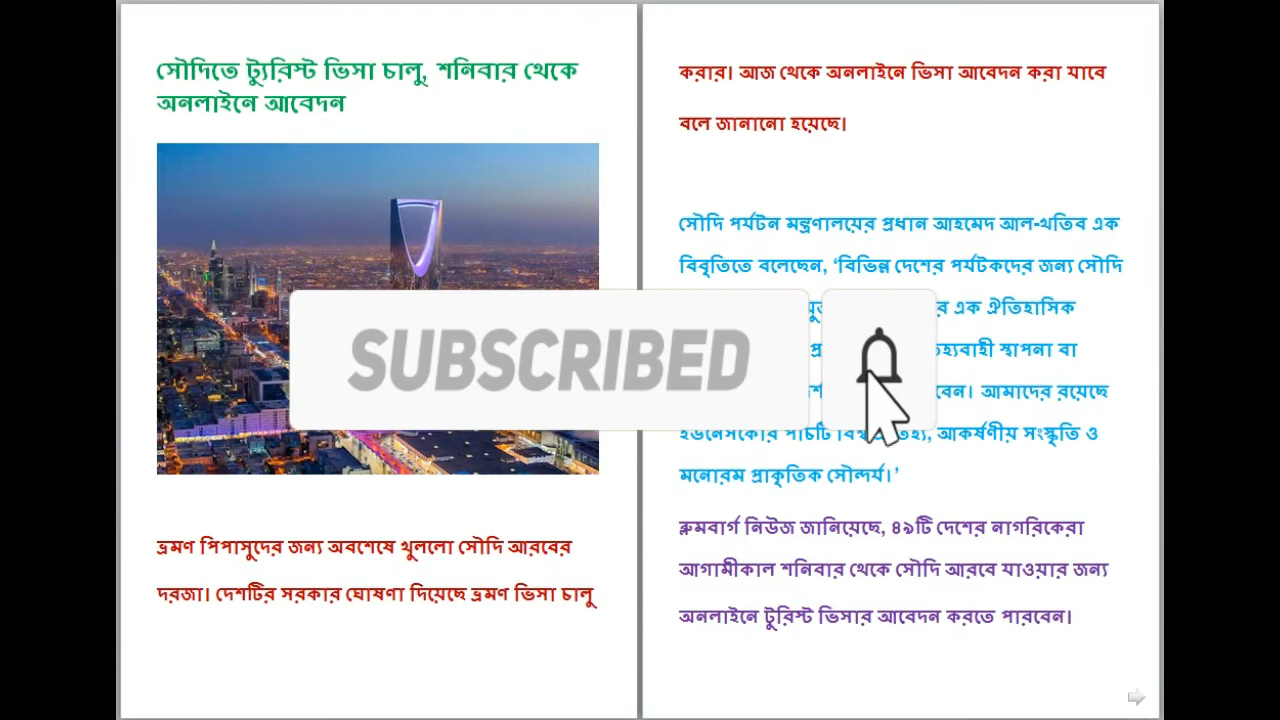 সৌদিতে ট্যুরিস্ট ভিসা চালু, শনিবার থেকে
অনলাইনে আবেদন
ভ্রমণ পিপাসুদের জন্য অবশেষে খুললো সৌদি আরবের
দরজা। দেশটির সরকার ঘোষণা দিয়েছে ভ্রমণ ভিসা চালু
করার। আজ থেকে অনলাইনে ভিসা আবেদন করা যাবে
বলে জানানো হয়েছে।
সৌদি পর্যটন মন্ত্রণালয়ের প্রধান আহমেদ আল-খতিব এক
বিবৃতিতে বলেছেন, ‘বিভিন্ন দেশের পর্যটকদের জন্য সৌদি
এক ঐতিহাসিক
স্থাপনা বা
আমাদের রয়েছে
আকর্ষণীয় সংস্কৃতি ও
মনোরম প্রাকৃতিক সৌন্দর্য।’
ব্লুমবার্গ নিউজ জানিয়েছে, ৪৯টি দেশের নাগরিকেরা
আগামীকাল শনিবার থেকে সৌদি আরবে যাওয়ার জন্য
অনলাইনে টুরিস্ট ভিসার আবেদন করতে পারবেন।
SUBSCRIBED